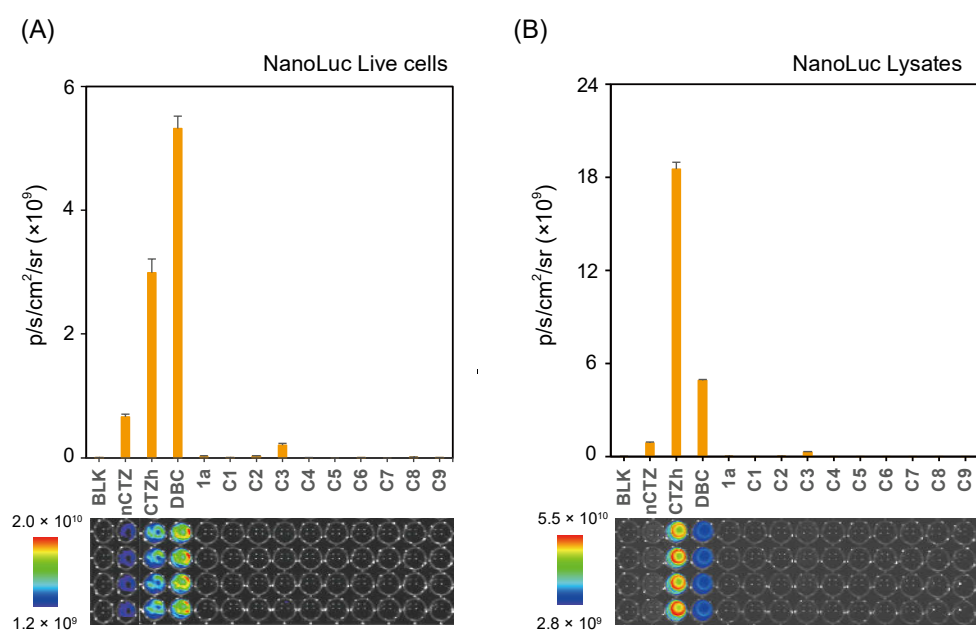 (A)
NanoLuc Live cells
p/s/cm²/sr (×10⁹)
6
4
2
0
BLK
nCTZ
CTZh
DBC
1a
C1
C2
C3
C4
C5
C6
C7
C8
C9
2.0 × 10¹⁰
1.2 × 10⁹
(B)
NanoLuc Lysates
p/s/cm²/sr (×10⁹)
24
18
12
6
0
BLK
nCTZ
CTZh
DBC
1a
C1
C2
C3
C4
C5
C6
C7
C8
C9
5.5 × 10¹⁰
2.8 × 10⁹